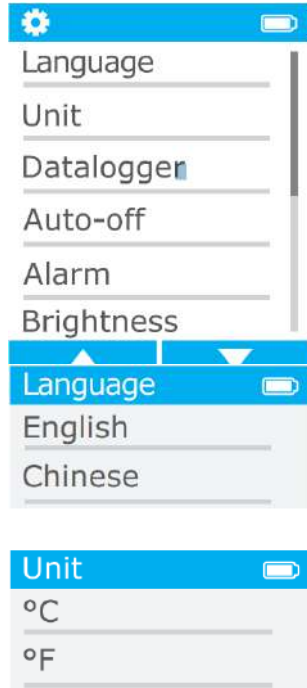 Language
Unit
Datalogger
Auto-off
Alarm
Brightness
Language
English
Chinese
Unit
°C
°F